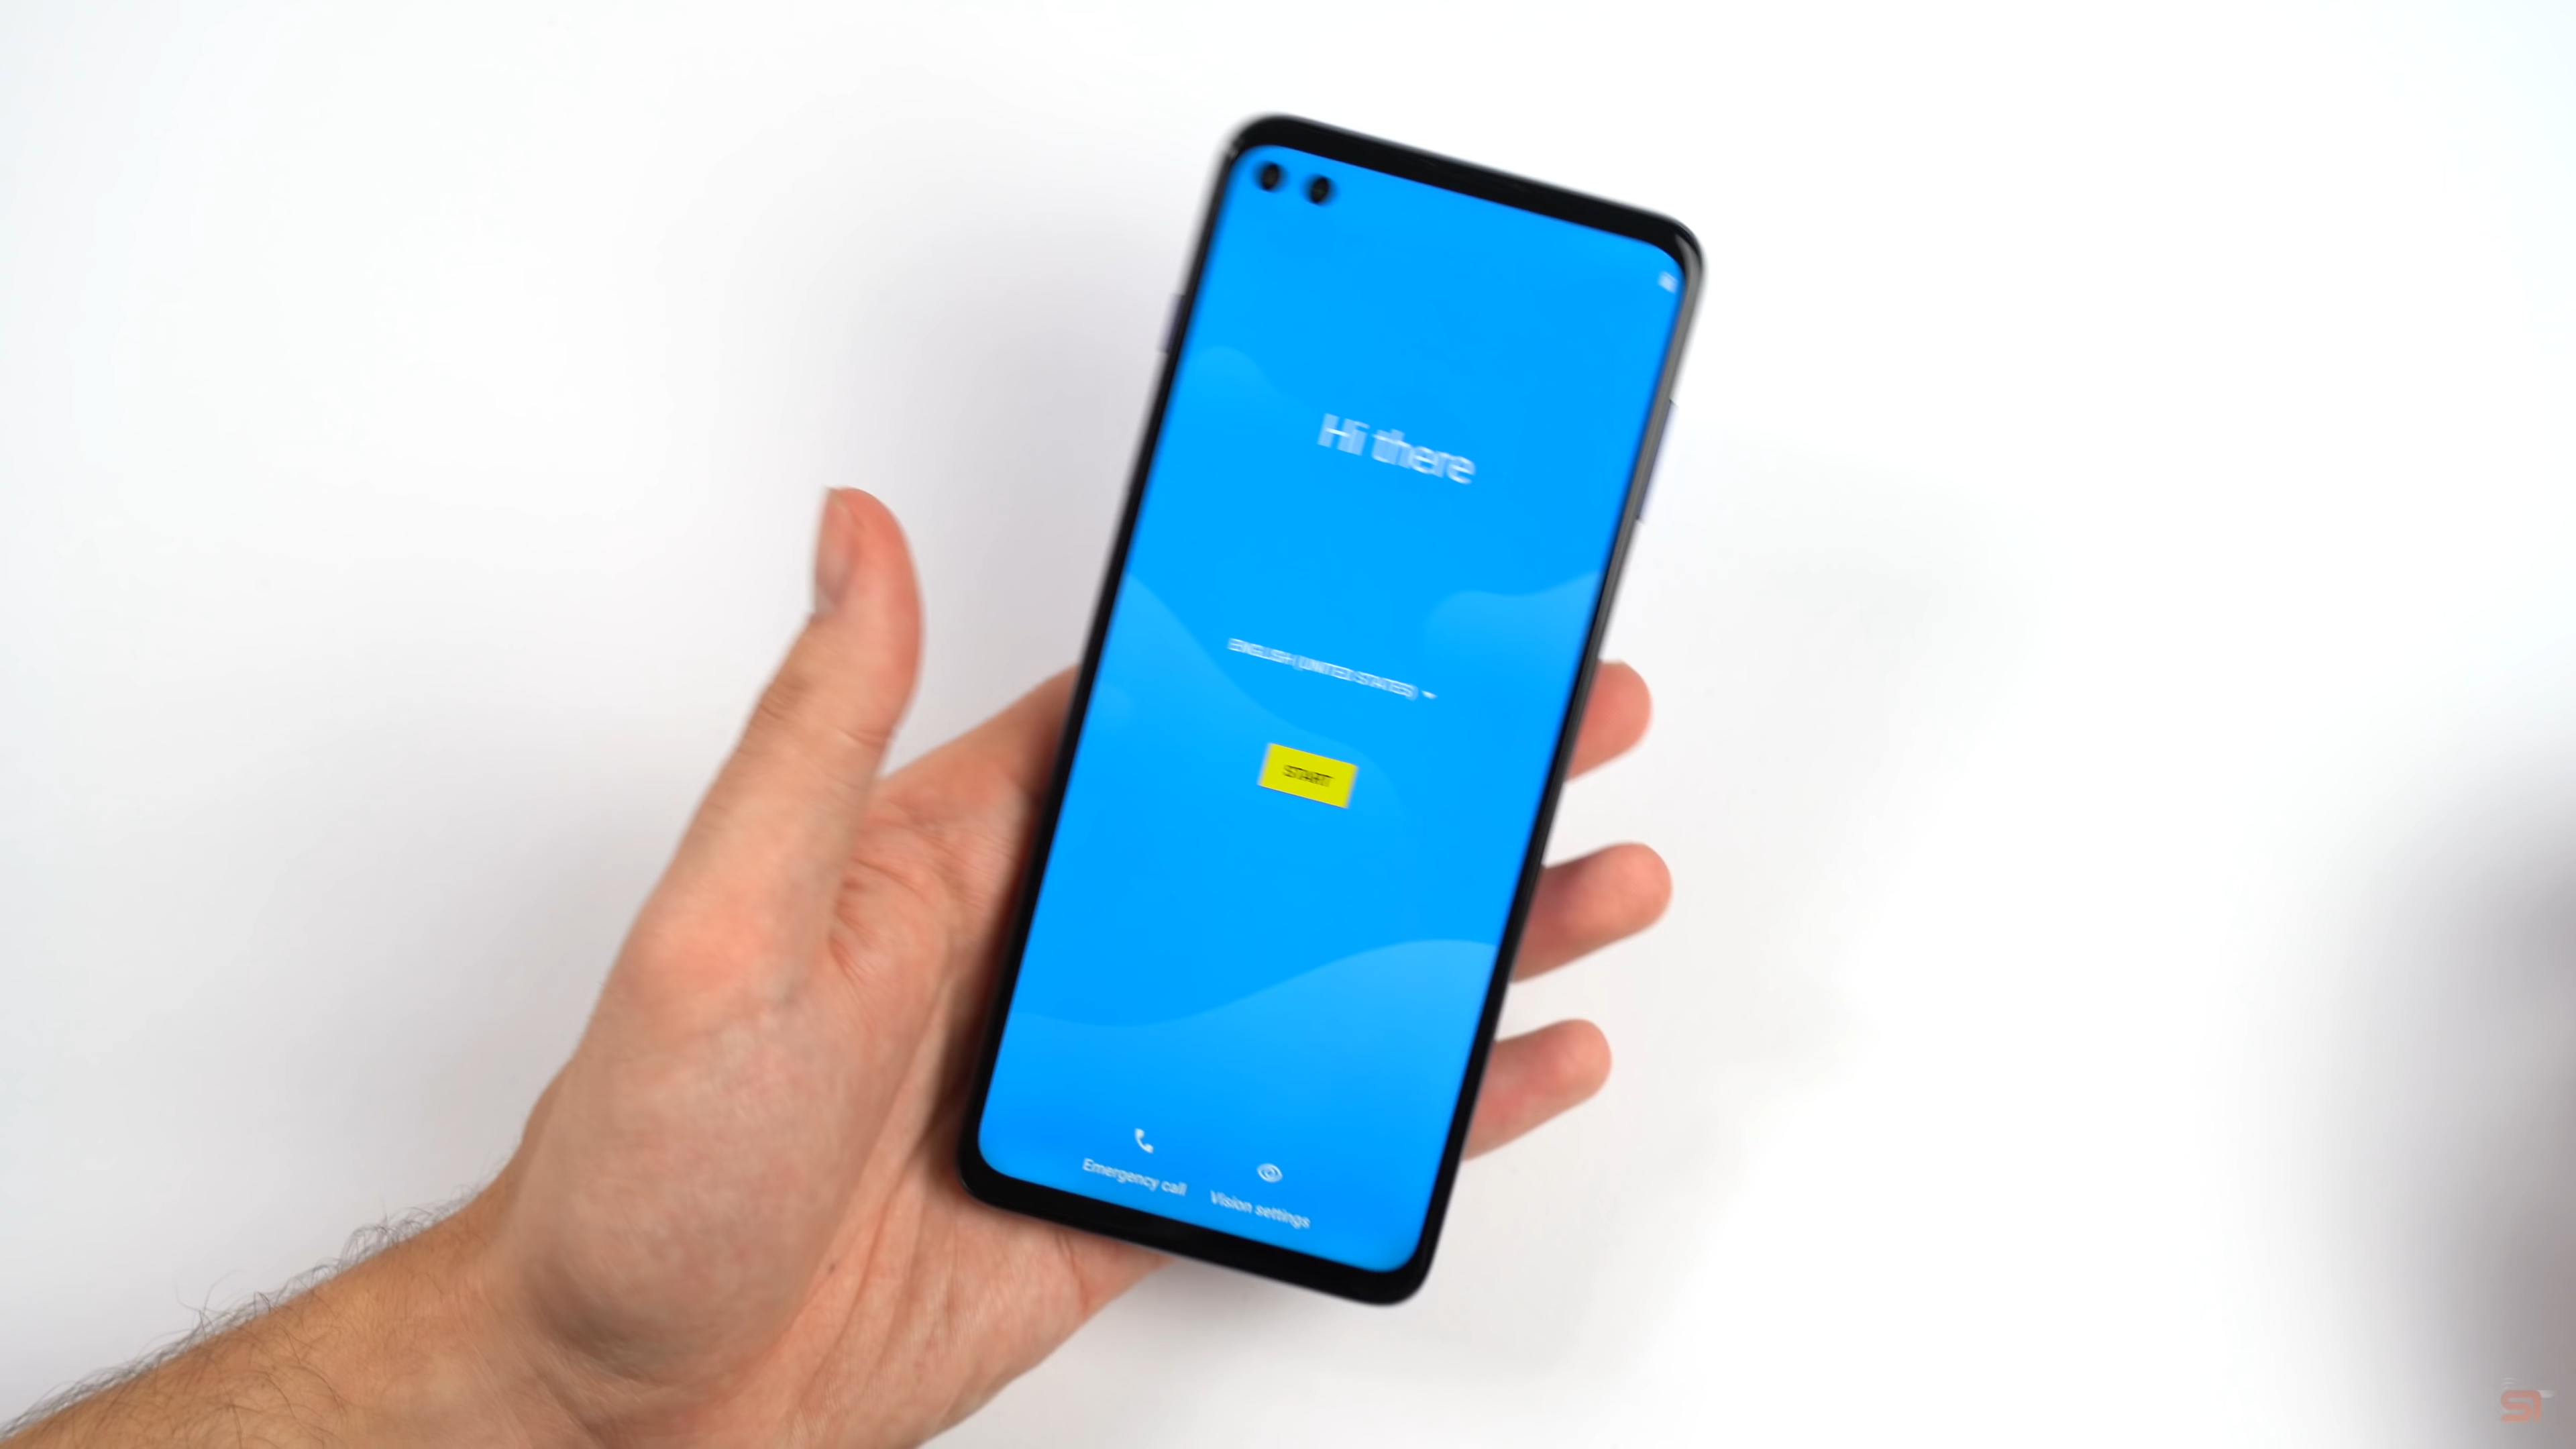 Hi there
ENGLISH (UNITED STATES)
START
Emergency call
Vision settings